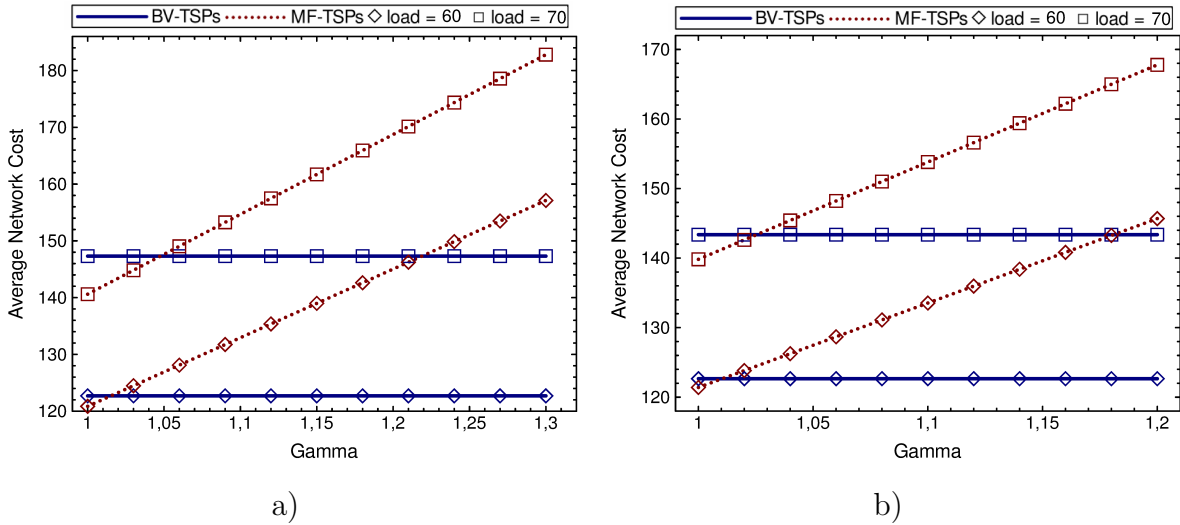 BV-TSPs MF-TSPs load = 60 load = 70
Average Network Cost
180
170
160
150
140
130
120
1 1,05 1,1 1,15 1,2 1,25 1,3
Gamma
a)
BV-TSPs MF-TSPs load = 60 load = 70
Average Network Cost
170
160
150
140
130
120
1 1,05 1,1 1,15 1,2
Gamma
b)